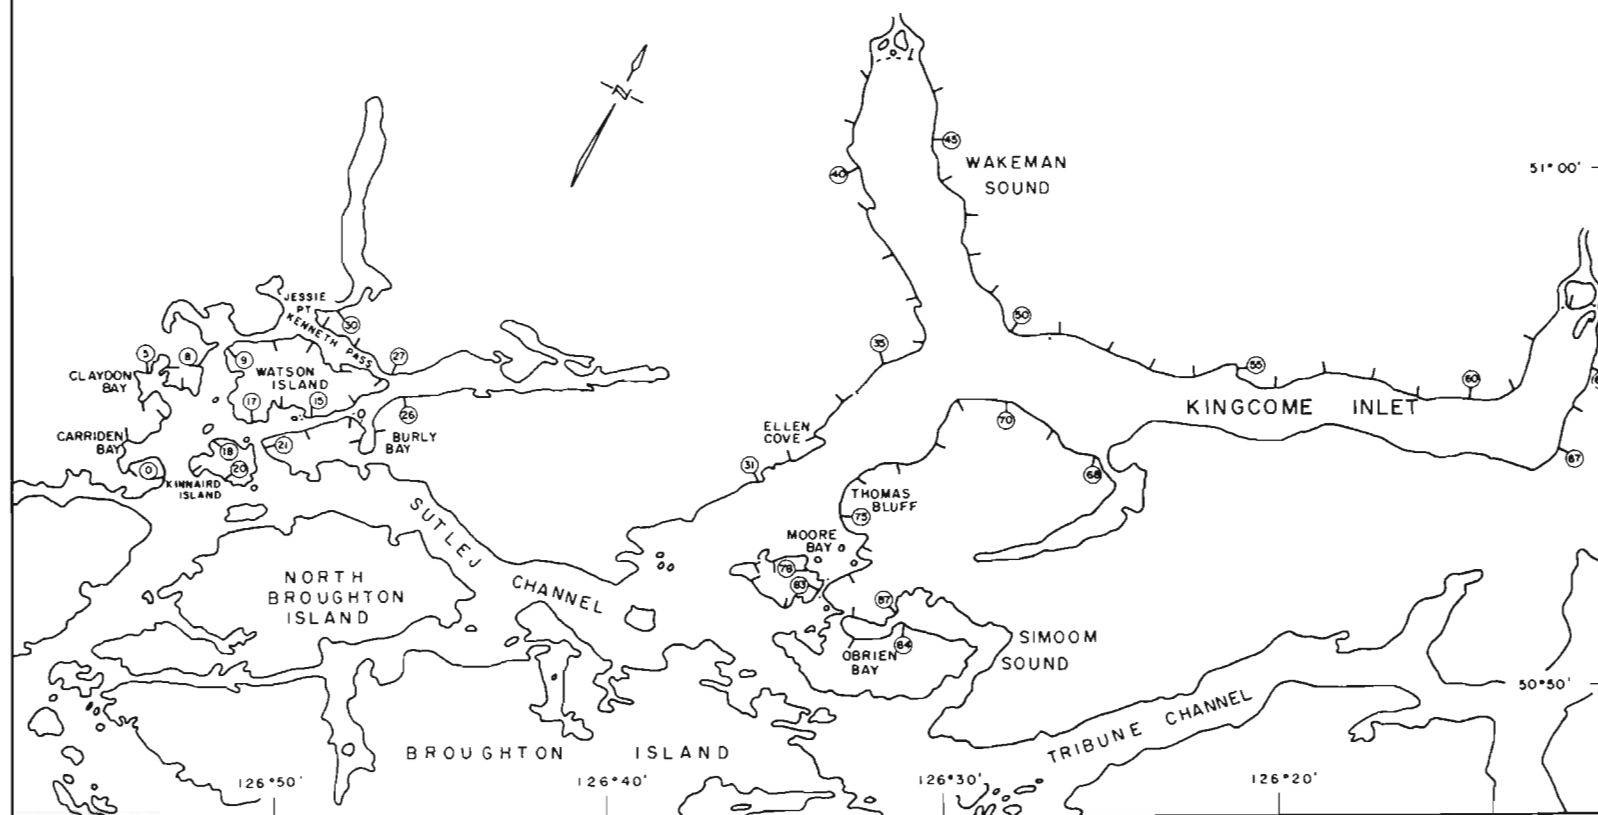 N
45
WAKEMAN
SOUND
51°00'
40
JESSIE
PT.
KENNETH PASS
30
50
5
8
9
27
35
55
CLAYDON
BAY
WATSON
ISLAND
60
17
15
26
KINGCOME INLET
70
CARRIDEN
BAY
ELLEN
COVE
21
BURLY
BAY
18
0
20
31
68
67
KINNAIRD
ISLAND
THOMAS
BLUFF
75
SUTLEJ CHANNEL
MOORE
BAY
78
83
NORTH
BROUGHTON
ISLAND
87
SIMOOM
SOUND
84
OBRIEN
BAY
50°50'
TRIBUNE CHANNEL
BROUGHTON ISLAND
126°50'
126°40'
126°30'
126°20'